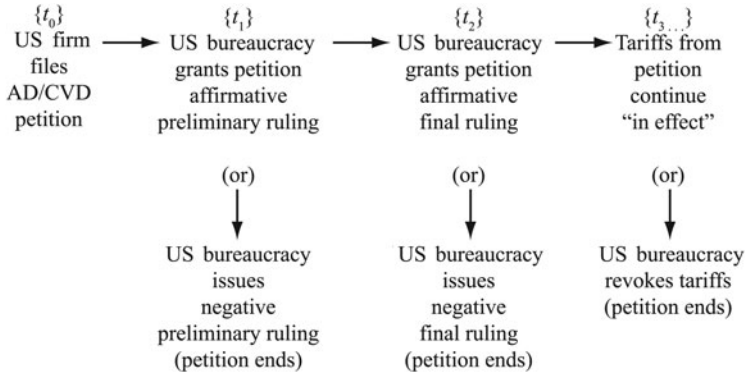 {t₀}
US firm
files
AD/CVD
petition
{t₁}
US bureaucracy
grants petition
affirmative
preliminary ruling
{t₂}
US bureaucracy
grants petition
affirmative
final ruling
{t₃...}
Tariffs from
petition
continue
“in effect”
(or)
US bureaucracy
issues
negative
preliminary ruling
(petition ends)
(or)
US bureaucracy
issues
negative
final ruling
(petition ends)
(or)
US bureaucracy
revokes tariffs
(petition ends)